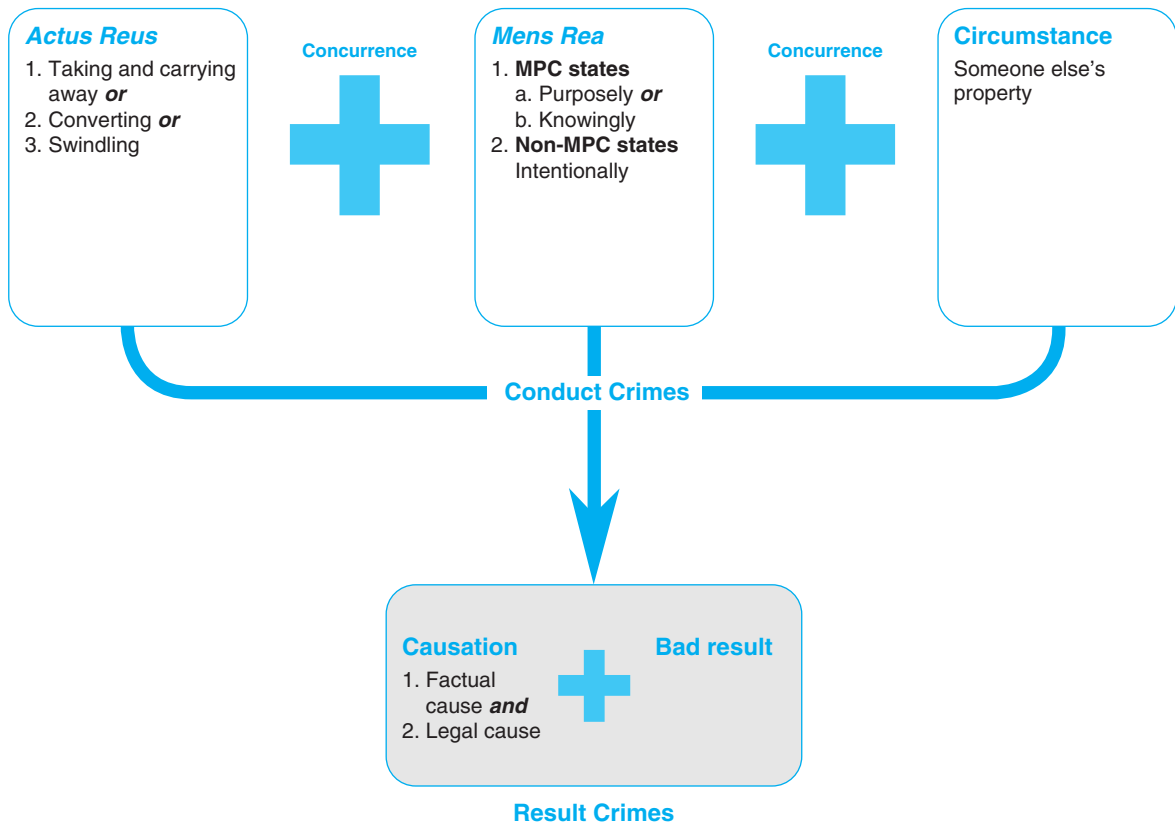 Actus Reus
1. Taking and carrying
away or
2. Converting or
3. Swindling
Concurrence
Mens Rea
1. MPC states
a. Purposely or
b. Knowingly
2. Non-MPC states
Intentionally
Concurrence
Circumstance
Someone else's
property
Conduct Crimes
Causation
1. Factual
cause and
2. Legal cause
Bad result
Result Crimes